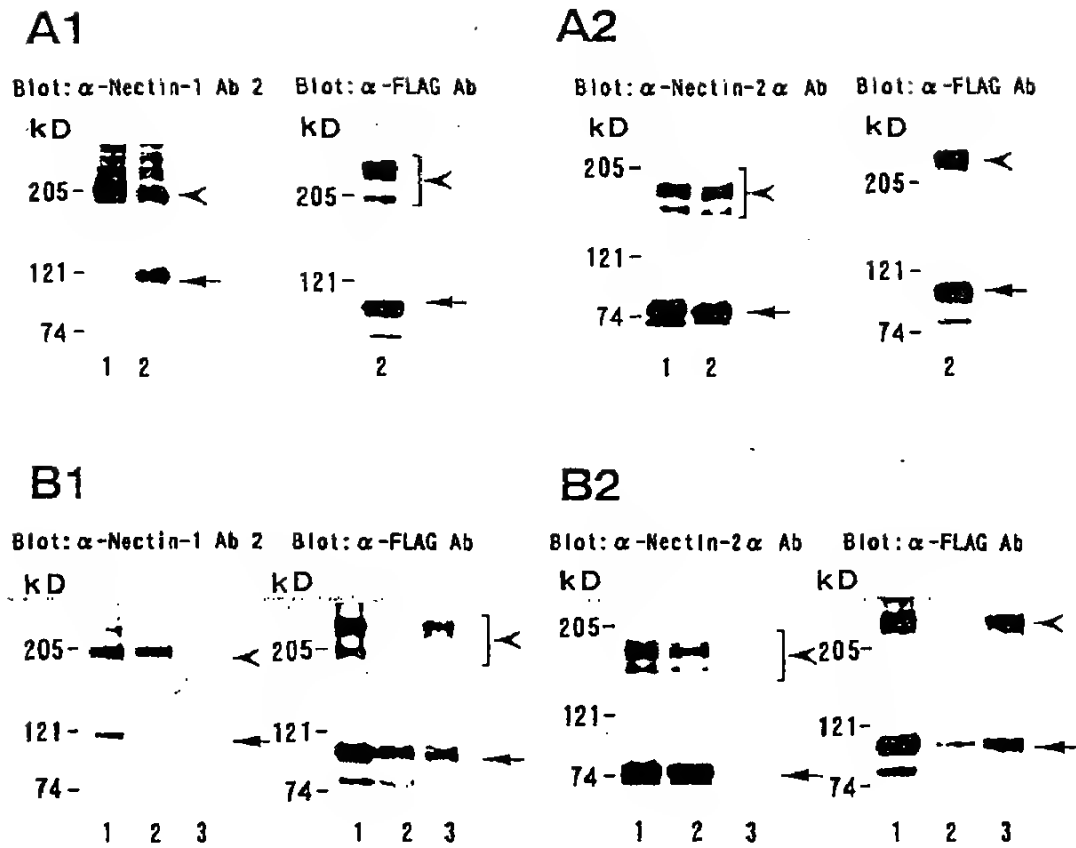 A1
Blot: α-Nectin-1 Ab 2
kD
205-
121-
74-
1 2
Blot: α-FLAG Ab
205-
121-
74-
2
A2
Blot: α-Nectin-2α Ab
kD
205-
121-
74-
1 2
Blot: α-FLAG Ab
kD
205-
121-
74-
2
B1
Blot: α-Nectin-1 Ab 2
kD
205-
121-
74-
1 2 3
Blot: α-FLAG Ab
kD
205-
121-
74-
1 2 3
B2
Blot: α-Nectin-2α Ab
kD
205-
121-
74-
1 2 3
Blot: α-FLAG Ab
kD
205-
121-
74-
1 2 3